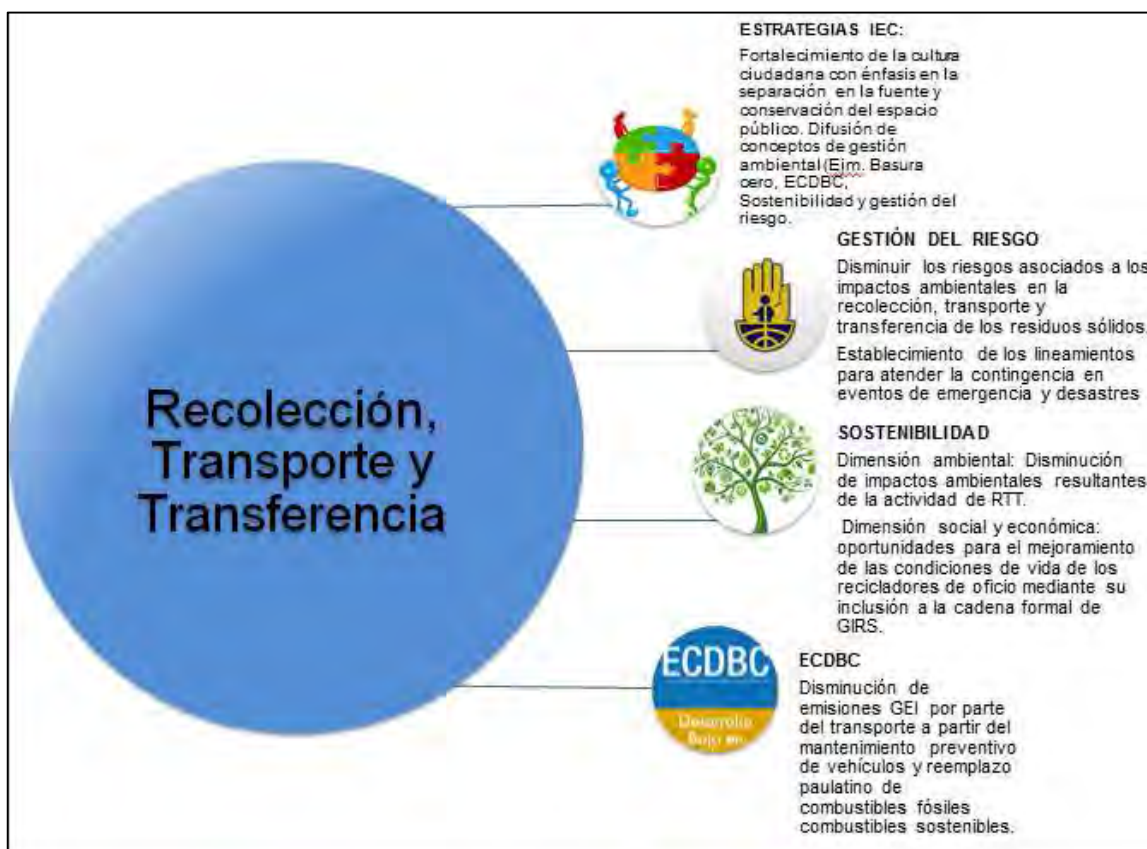 Recolección,
Transporte y
Transferencia
ESTRATEGIAS IEC:
Fortalecimiento de la cultura
ciudadana con énfasis en la
separación en la fuente y
conservación del espacio
público. Difusión de
conceptos de gestión
ambiental (Ejm. Basura
cero, ECDBC,
Sostenibilidad y gestión del
riesgo.
GESTIÓN DEL RIESGO
Disminuir los riesgos asociados a los
impactos ambientales en la
recolección, transporte y
transferencia de los residuos sólidos
Establecimiento de los lineamientos
para atender la contingencia en
eventos de emergencia y desastres
SOSTENIBILIDAD
Dimensión ambiental: Disminución
de impactos ambientales resultantes
de la actividad de RTT.
Dimensión social y económica:
oportunidades para el mejoramiento
de las condiciones de vida de los
recicladores de oficio mediante su
inclusión a la cadena formal de
GIRS.
ECDBC
Desarrollo
Bajo en
ECDBC
Disminución de
emisiones GEI por parte
del transporte a partir del
mantenimiento preventivo
de vehículos y reemplazo
paulatino de
combustibles fósiles
combustibles sostenibles.